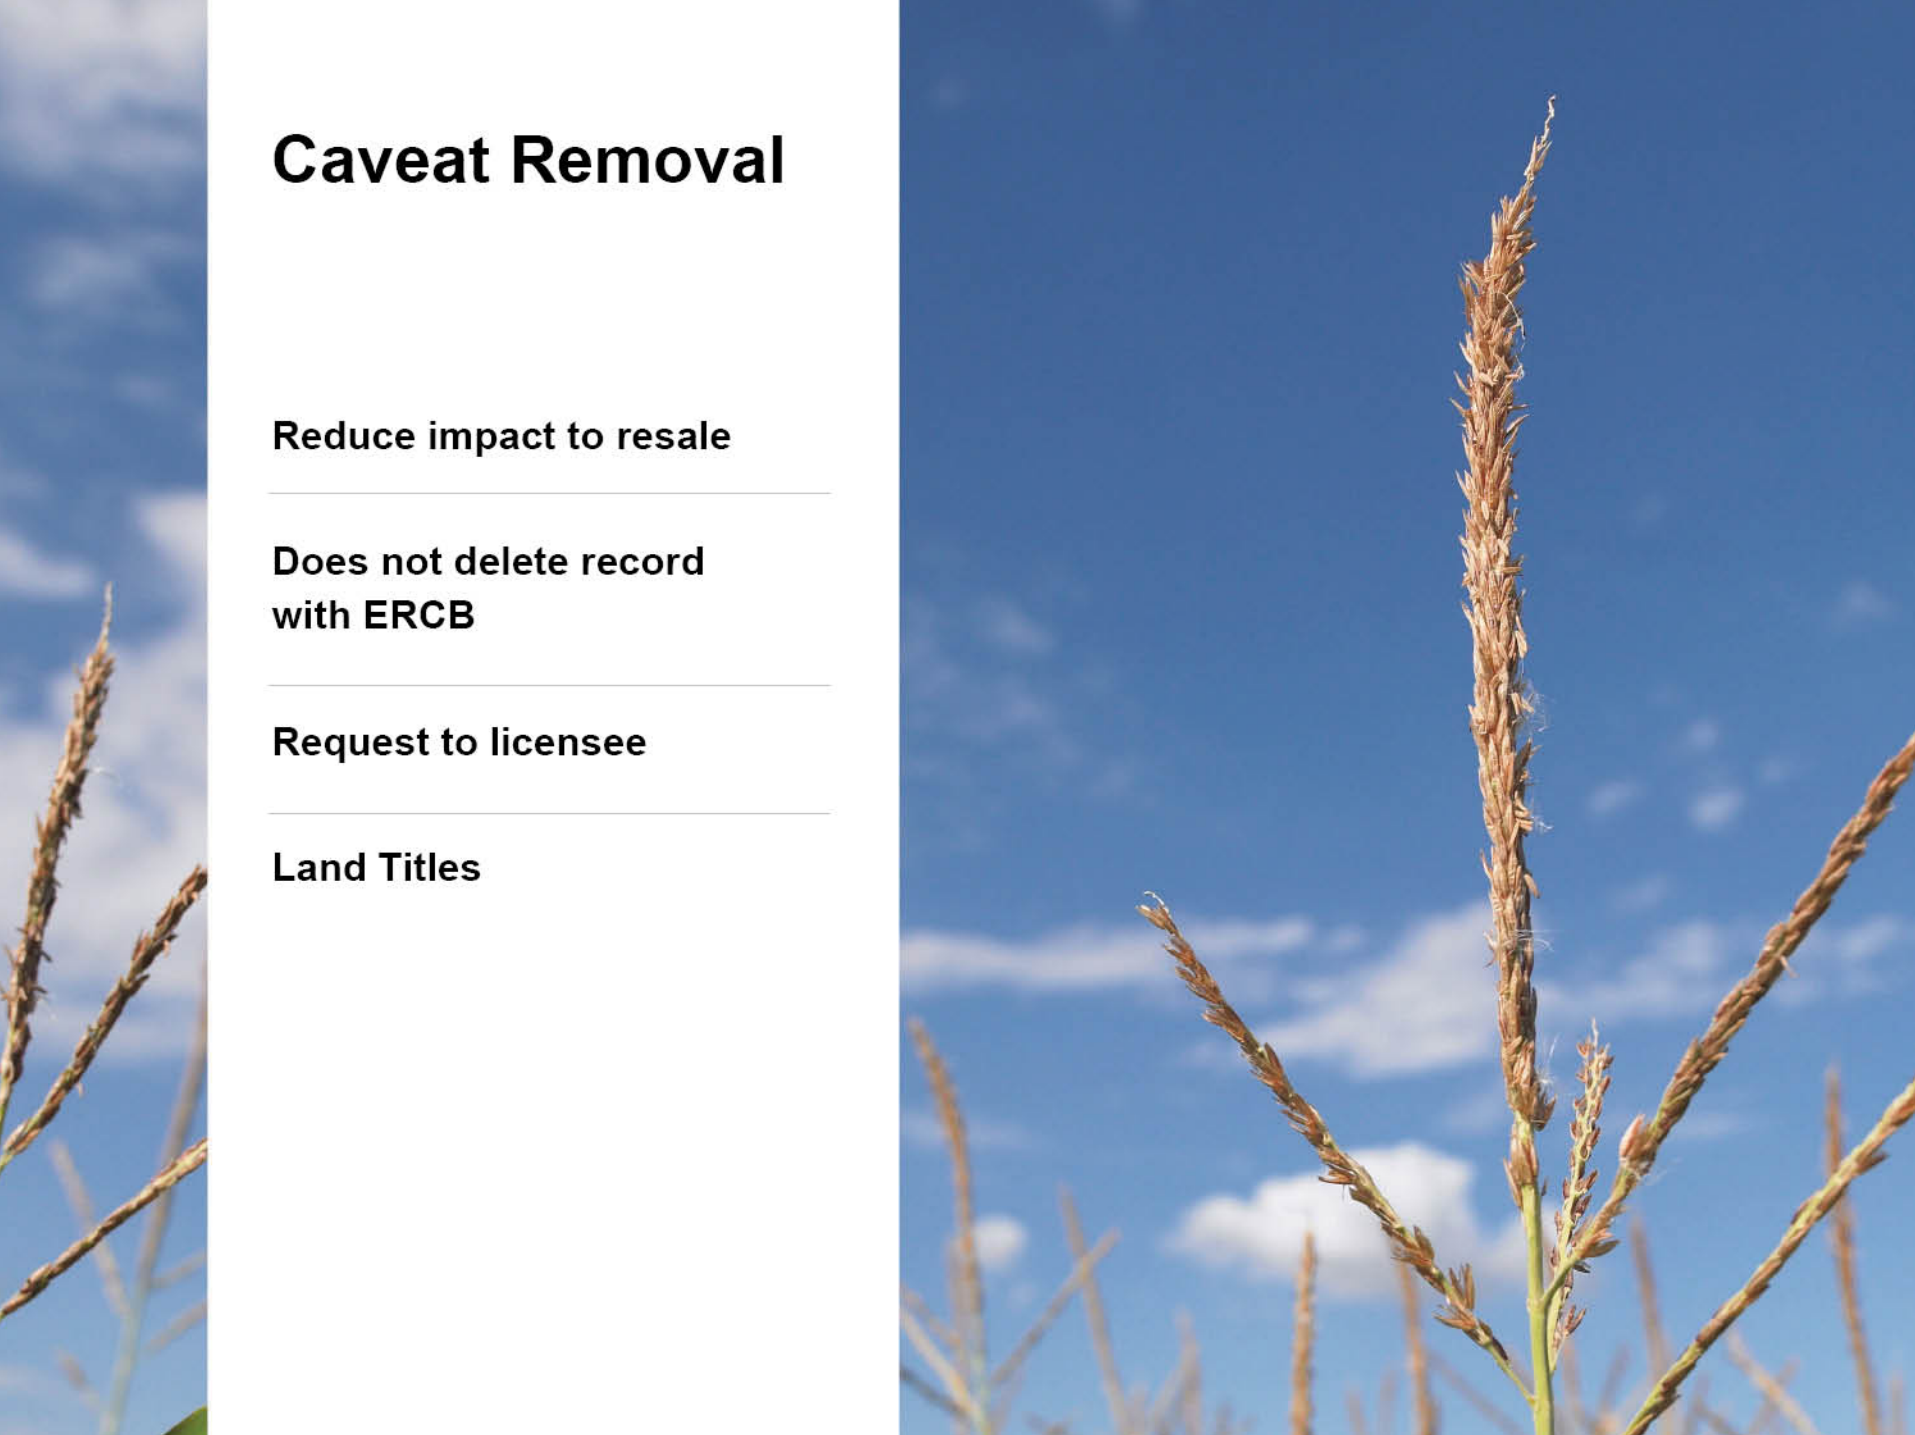 Caveat Removal
Reduce impact to resale
Does not delete record
with ERCB
Request to licensee
Land Titles